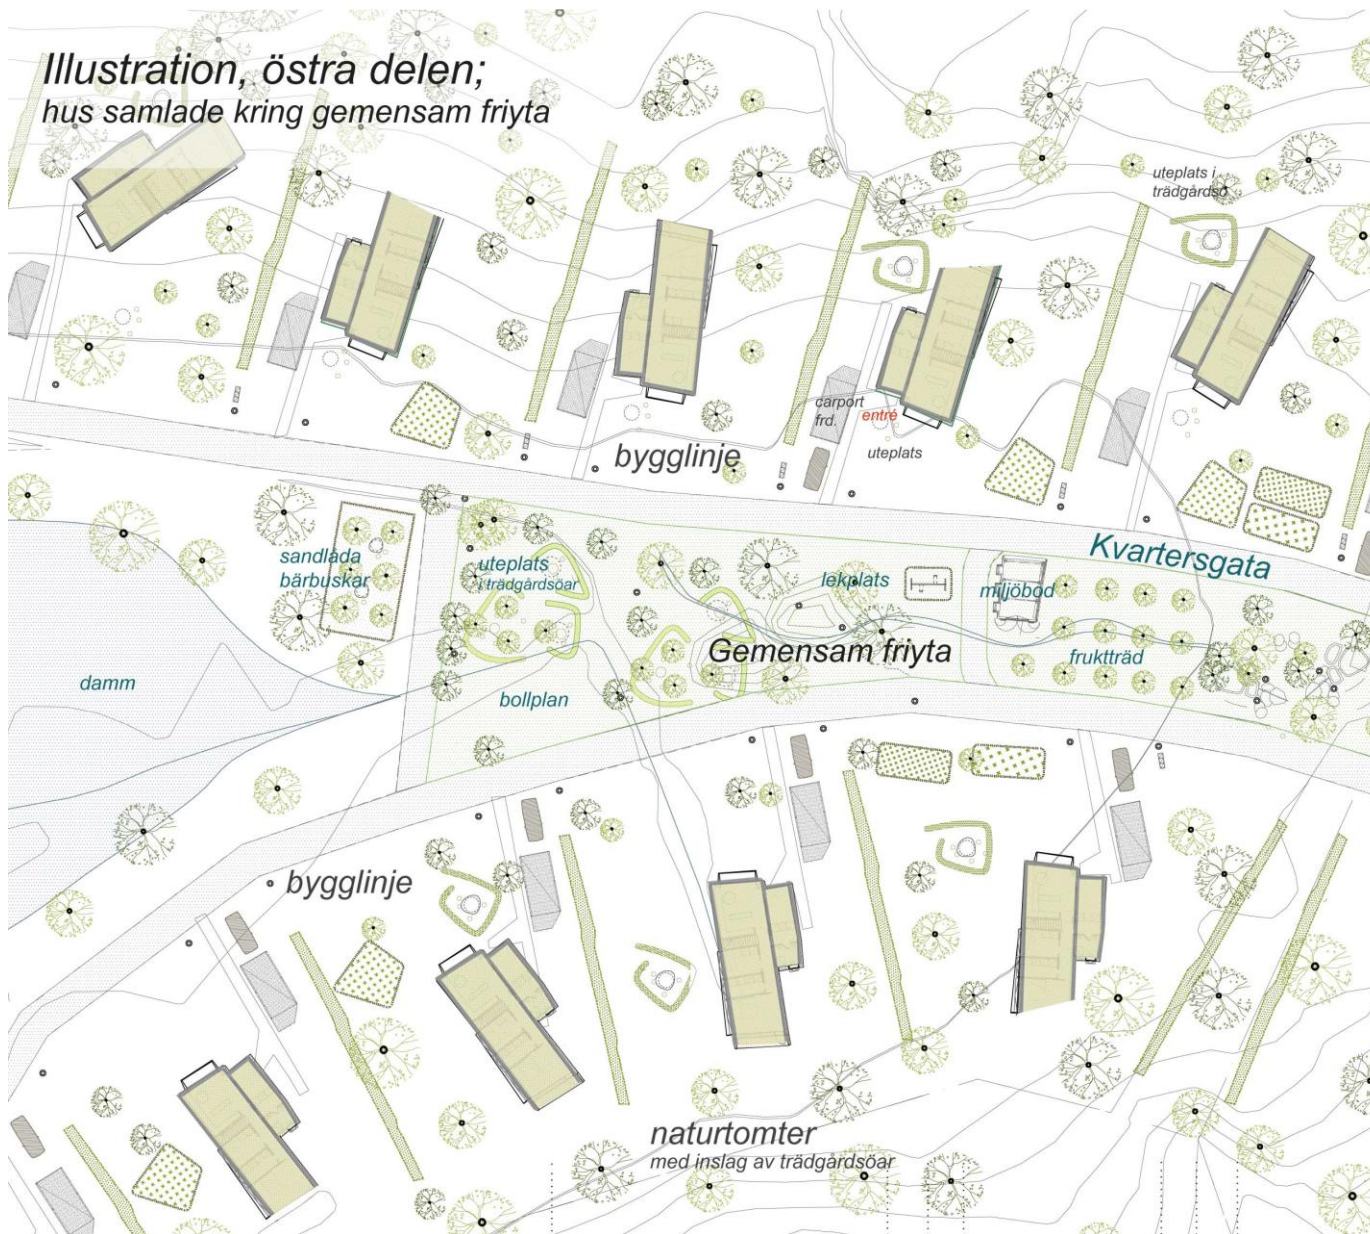 Illustration, östra delen;
hus samlade kring gemensam friyta
uteplats i
trädgårdsö
carport
frd.
entré
uteplats
bygglinje
Kvartersgata
sandlåda
bärbuskar
uteplats
i trädgårdsöar
lekplats
miljöbod
Gemensam friyta
fruktträd
damm
bollplan
bygglinje
naturtomter
med inslag av trädgårdsöar